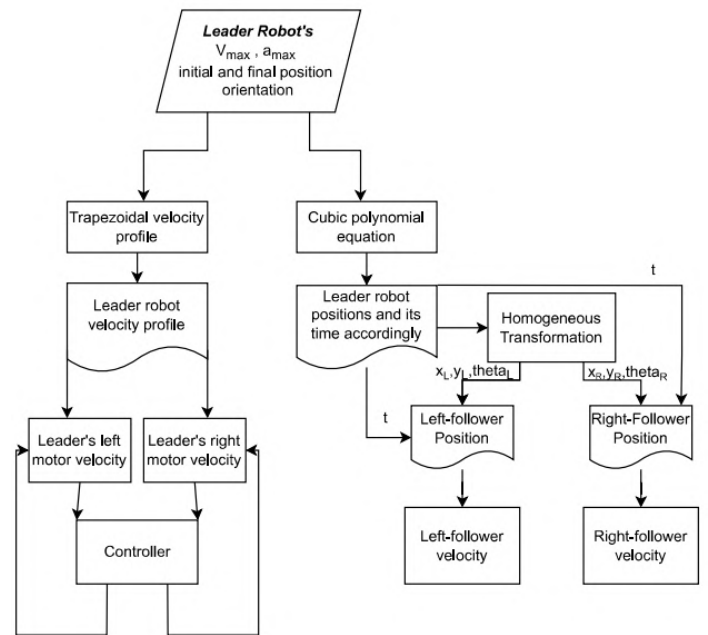 Leader Robot's
Vmax , amax
initial and final position
orientation
Trapezoidal velocity
profile
Cubic polynomial
equation
t
Leader robot
velocity profile
Leader robot
positions and its
time accordingly
Homogeneous
Transformation
xL,yL,thetaL
xR,yR,thetaR
t
Leader's left
motor velocity
Leader's right
motor velocity
Left-follower
Position
Right-Follower
Position
Controller
Left-follower
velocity
Right-follower
velocity